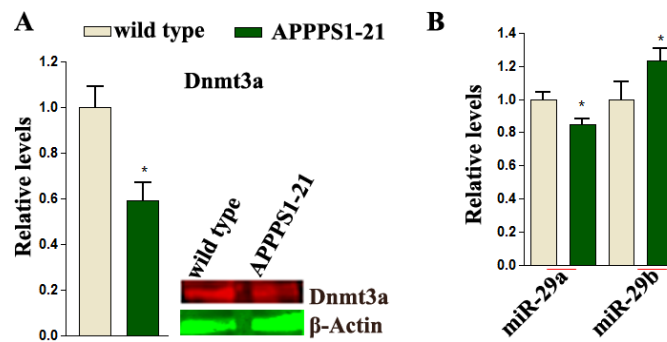 A
wild type
APPPS1-21
Dnmt3a
Relative levels
1.2
1.0
0.8
0.6
0.4
0.2
0.0
*
wild type
APPPS1-21
Dnmt3a
β-Actin
B
Relative levels
1.4
1.2
1.0
0.8
0.6
0.4
0.2
0.0
*
*
miR-29a
miR-29b